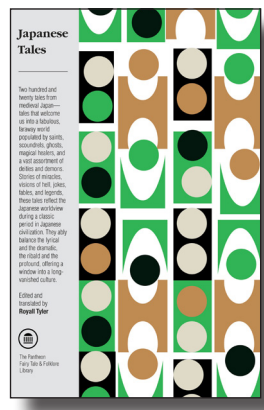 Japanese
Tales
Two hundred and
twenty tales from
medieval Japan—
tales that welcome
us into a fabulous,
faraway world
populated by saints,
scoundrels, ghosts,
magical healers, and
a vast assortment of
deities and demons.
Stories of miracles,
visions of hell, jokes,
fables, and legends,
these tales reflect the
Japanese worldview
during a classic
period in Japanese
civilization. They ably
balance the lyrical
and the dramatic,
the ribald and the
profound, offering a
window into a long-
vanished culture.
Edited and
translated by
Royall Tyler
The Pantheon
Fairy Tale & Folklore
Library